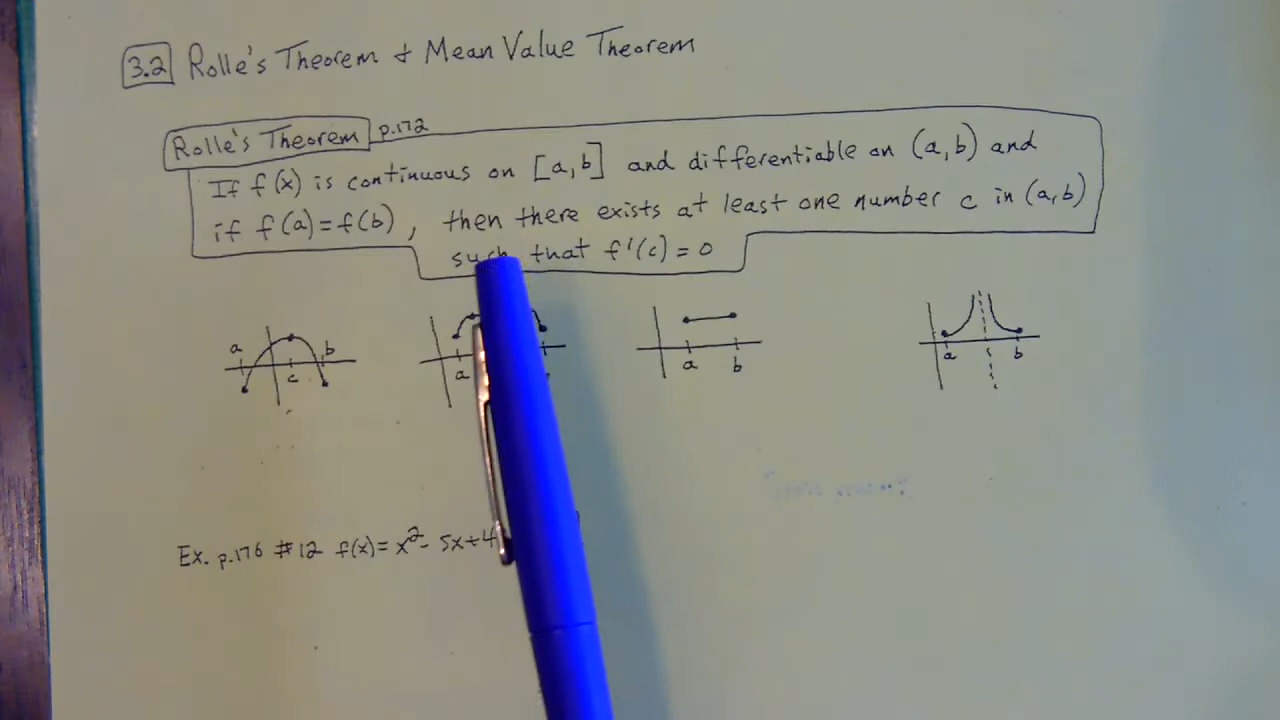 3.2 Rolle's Theorem + Mean Value Theorem
Rolle's Theorem p.172
If f(x) is continuous on [a,b] and differentiable on (a,b) and
if f(a)=f(b), then there exists at least one number c in (a,b)
such that f'(c) = 0
a b c
a
a b
a c b
Ex. p.176 #12 f(x)= x²- 5x+4